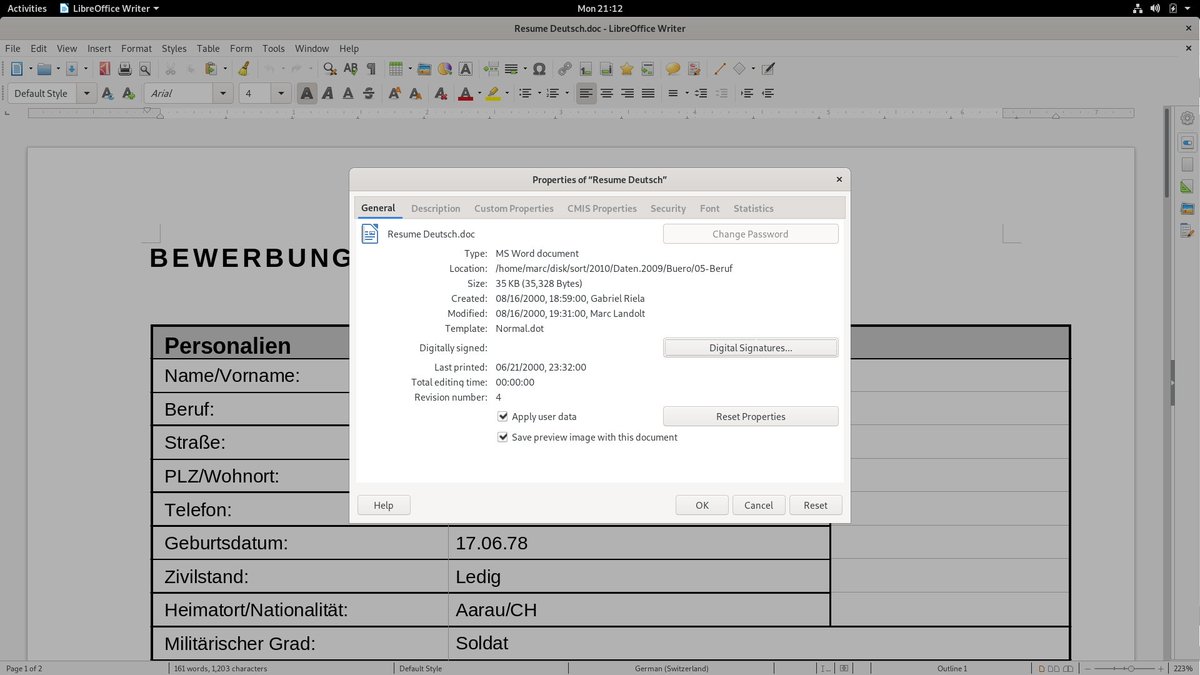 Activities LibreOffice Writer Mon 21:12
Resume Deutsch.doc - LibreOffice Writer
File Edit View Insert Format Styles Table Form Tools Window Help
Default Style Arial 4
1 2 3 4 5 6 7
Properties of “Resume Deutsch”
General Description Custom Properties CMIS Properties Security Font Statistics
Resume Deutsch.doc Change Password
Type: MS Word document
Location: /home/marc/disk/sort/2010/Daten.2009/Buero/05-Beruf
Size: 35 KB (35,328 Bytes)
Created: 08/16/2000, 18:59:00, Gabriel Riela
Modified: 08/16/2000, 19:31:00, Marc Landolt
Template: Normal.dot
Digitally signed: Digital Signatures...
Last printed: 06/21/2000, 23:32:00
Total editing time: 00:00:00
Revision number: 4
Apply user data Reset Properties
Save preview image with this document
Help OK Cancel Reset
BEWERBUNG
Personalien
Name/Vorname:
Beruf:
Straße:
PLZ/Wohnort:
Telefon:
Geburtsdatum: 17.06.78
Zivilstand: Ledig
Heimatort/Nationalität: Aarau/CH
Militärischer Grad: Soldat
Page 1 of 2 161 words, 1,203 characters Default Style German (Switzerland) Outline 1 223%